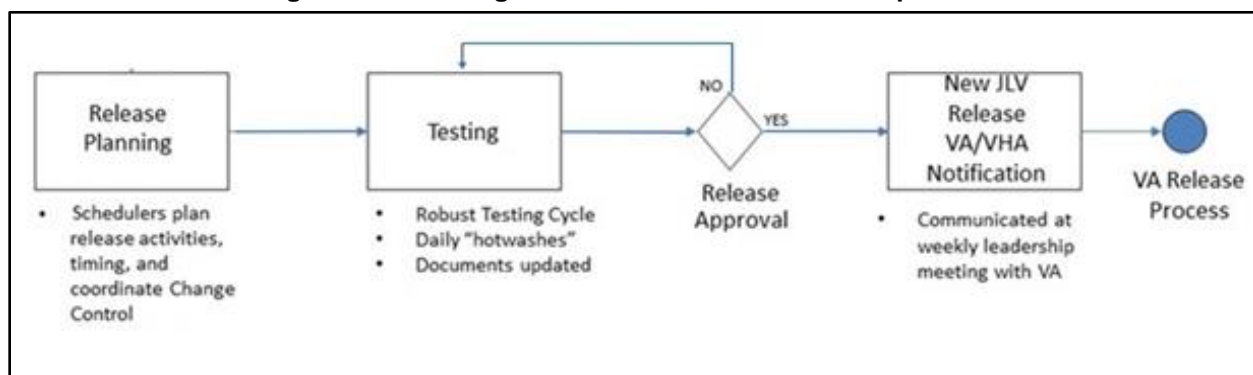 Release
Planning
Testing
NO
YES
Release
Approval
New JLV
Release
VA/VHA
Notification
VA Release
Process
• Schedulers plan
release activities,
timing, and
coordinate Change
Control
• Robust Testing Cycle
• Daily "hotwashes"
• Documents updated
• Communicated at
weekly leadership
meeting with VA